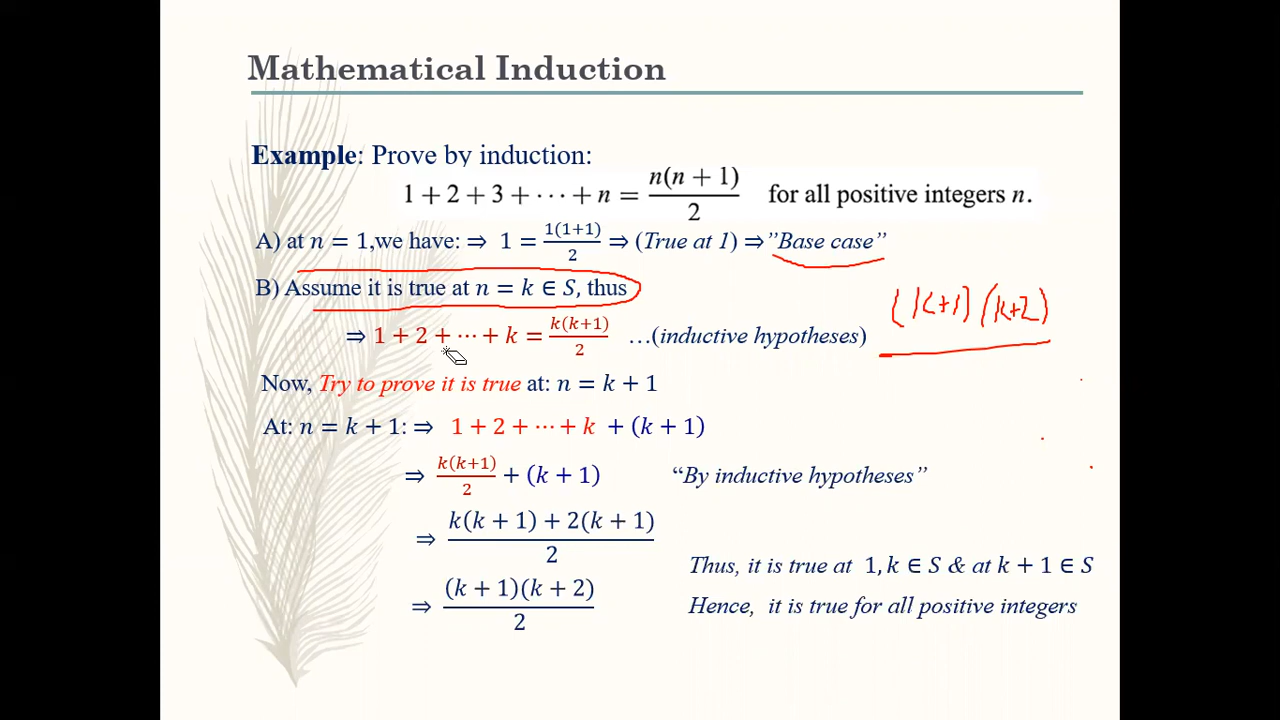 Mathematical Induction
Example: Prove by induction:
1 + 2 + 3 + ⋯ + n = n(n + 1)/2 for all positive integers n.
A) at n = 1,we have: ⇒ 1 = 1(1+1)/2 ⇒ (True at 1) ⇒ ”Base case”
B) Assume it is true at n = k ∈ S, thus
(k+1)(k+2)
⇒ 1 + 2 + ⋯ + k = k(k+1)/2 …(inductive hypotheses)
Now, Try to prove it is true at: n = k + 1
At: n = k + 1: ⇒ 1 + 2 + ⋯ + k + (k + 1)
⇒ k(k+1)/2 + (k + 1) “By inductive hypotheses”
⇒ k(k + 1) + 2(k + 1)/2
Thus, it is true at 1, k ∈ S & at k + 1 ∈ S
⇒ (k + 1)(k + 2)/2
Hence, it is true for all positive integers